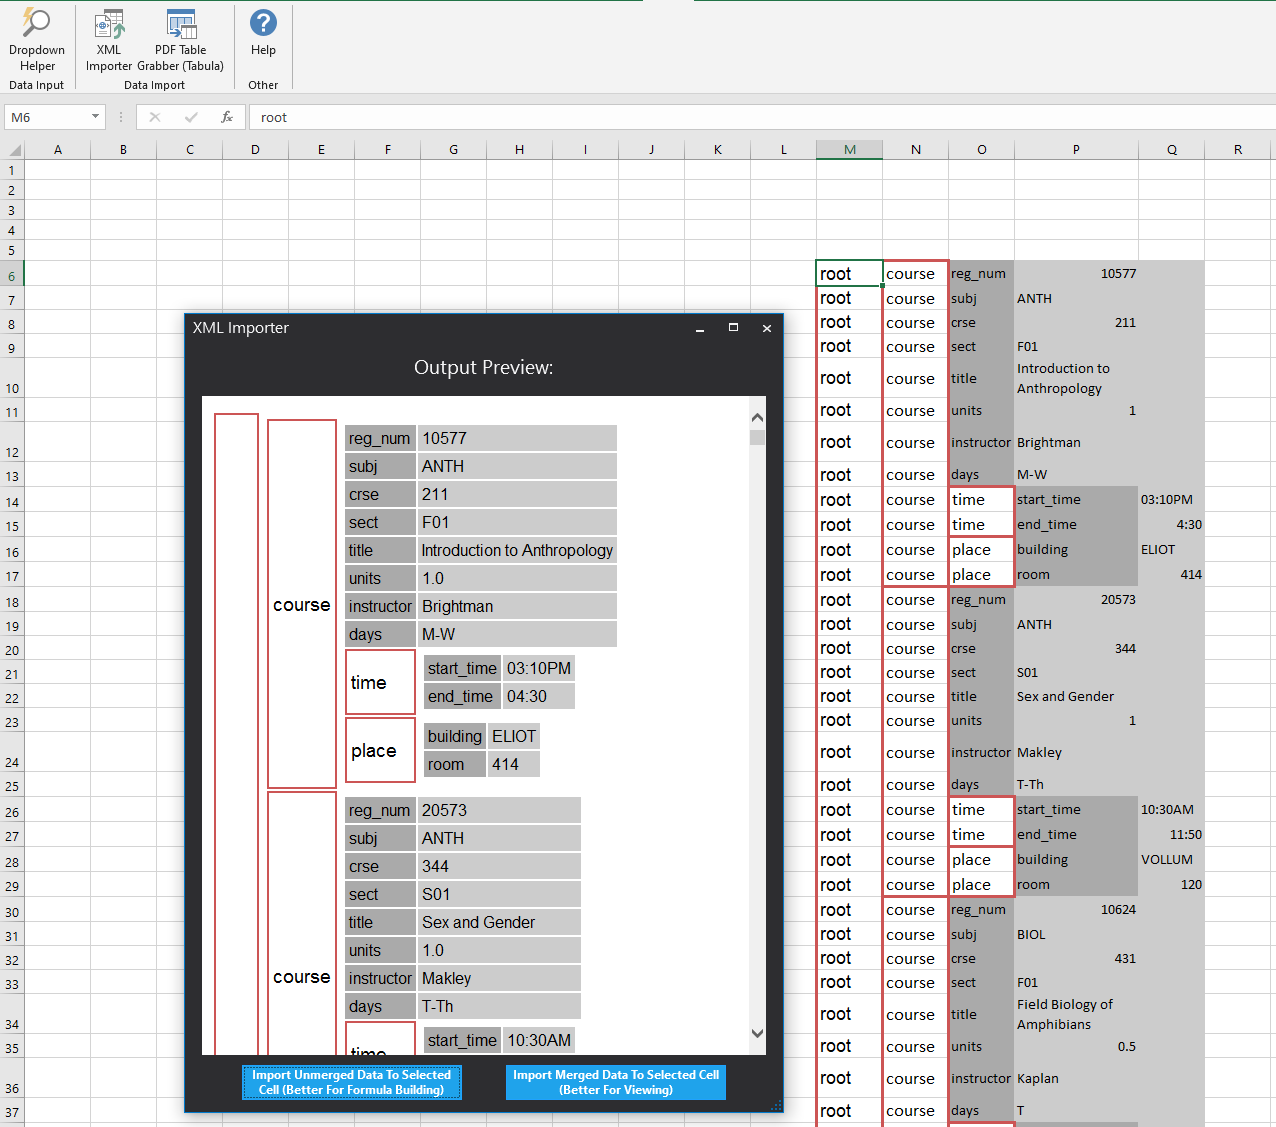 Dropdown Helper
XML Importer
PDF Table Grabber (Tabula)
Help
Data Input
Data Import
Other
M6
fx
root
A B C D E F G H I J K L M N O P Q R
1
2
3
4
5
6 root course reg_num 10577
7 root course subj ANTH
8 root course crse 211
9 root course sect F01
10 root course title Introduction to Anthropology
11 root course units 1
12 root course instructor Brightman
13 root course days M-W
14 root course time start_time 03:10PM
15 root course time end_time 4:30
16 root course place building ELIOT
17 root course place room 414
18 root course reg_num 20573
19 root course subj ANTH
20 root course crse 344
21 root course sect S01
22 root course title Sex and Gender
23 root course units 1
24 root course instructor Makley
25 root course days T-Th
26 root course time start_time 10:30AM
27 root course time end_time 11:50
28 root course place building VOLLUM
29 root course place room 120
30 root course reg_num 10624
31 root course subj BIOL
32 root course crse 431
33 root course sect F01
34 root course title Field Biology of Amphibians
35 root course units 0.5
36 root course instructor Kaplan
37 root course days T
XML Importer
Output Preview:
course
reg_num 10577
subj ANTH
crse 211
sect F01
title Introduction to Anthropology
units 1.0
instructor Brightman
days M-W
time
start_time 03:10PM
end_time 04:30
place
building ELIOT
room 414
course
reg_num 20573
subj ANTH
crse 344
sect S01
title Sex and Gender
units 1.0
instructor Makley
days T-Th
time
start_time 10:30AM
Import Unmerged Data To Selected
Cell (Better For Formula Building)
Import Merged Data To Selected Cell
(Better For Viewing)